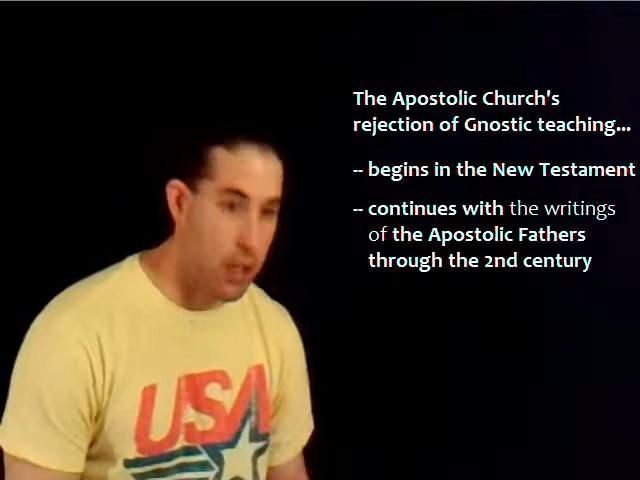 The Apostolic Church's
rejection of Gnostic teaching...
-- begins in the New Testament
-- continues with the writings
of the Apostolic Fathers
through the 2nd century
USA